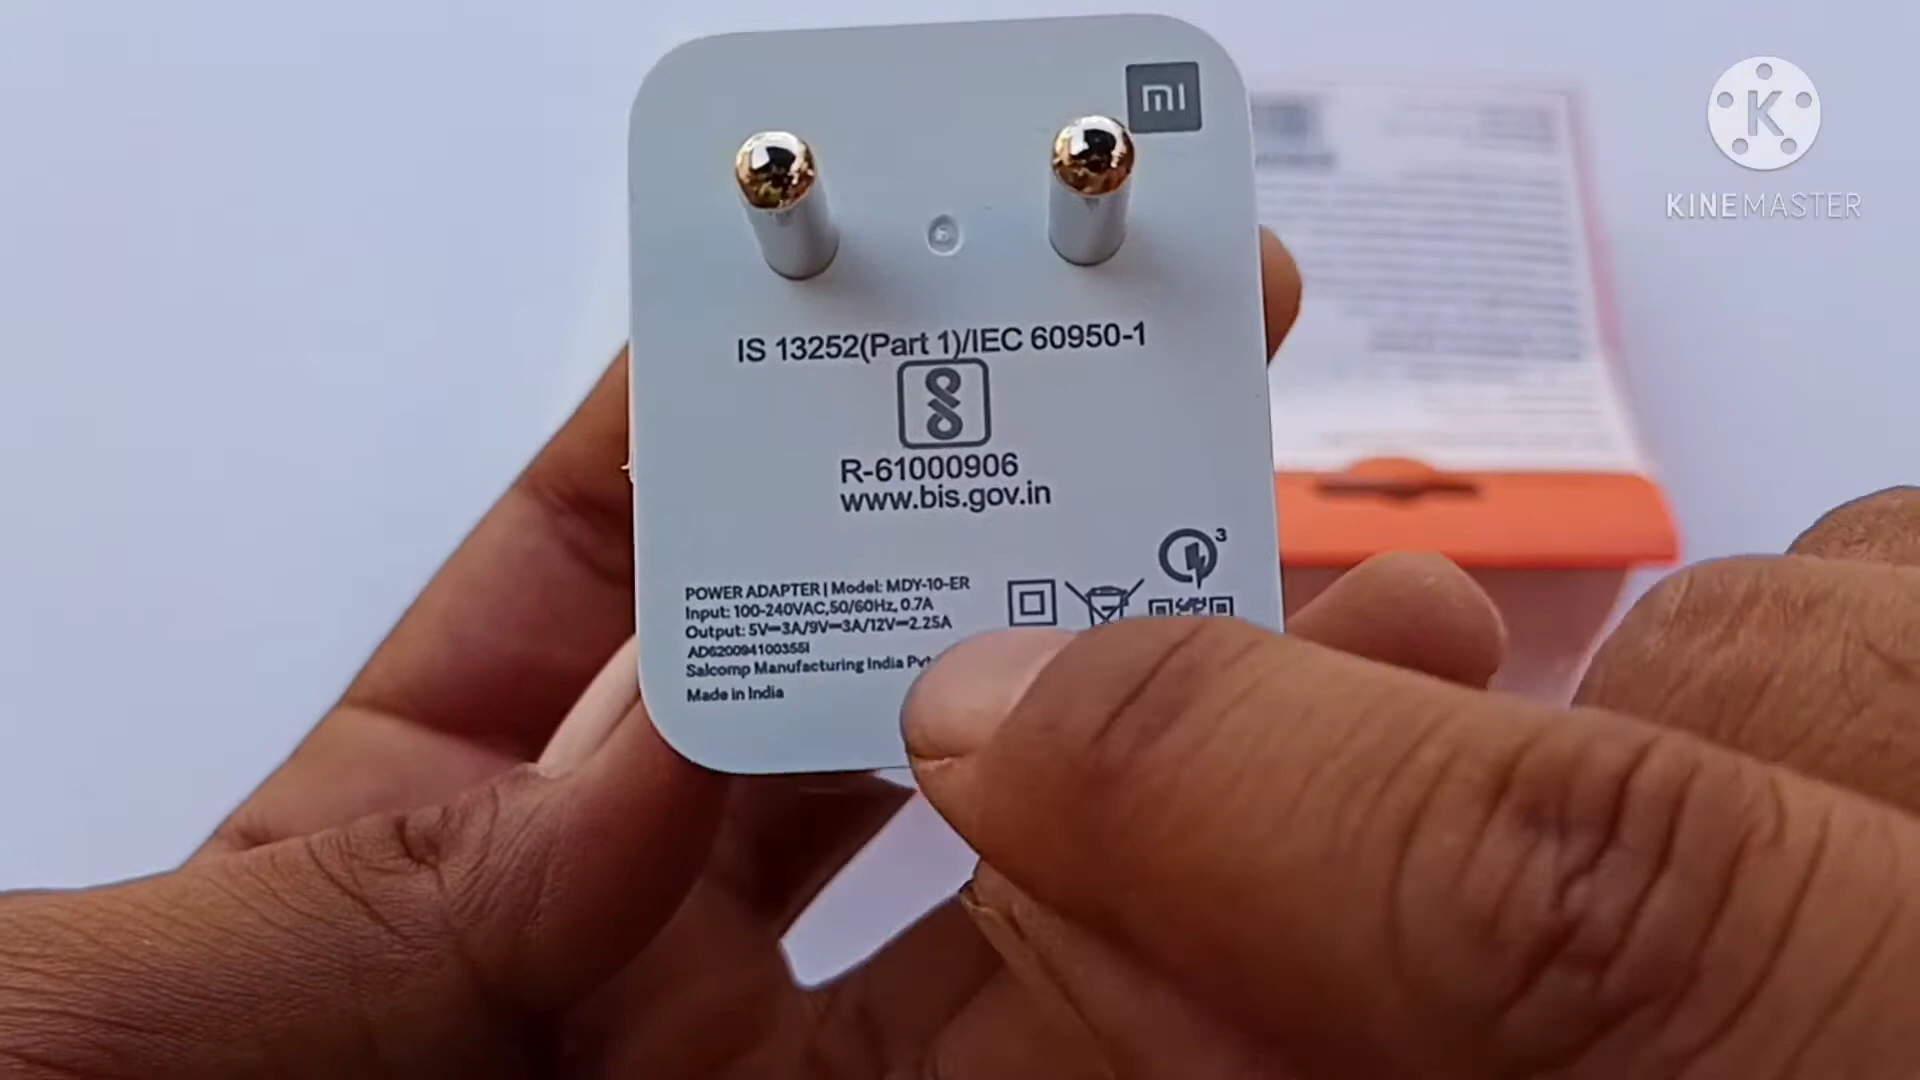 mi
KINEMASTER
IS 13252(Part 1)/IEC 60950-1
R-61000906
www.bis.gov.in
3
POWER ADAPTER | Model: MDY-10-ER
Input: 100-240VAC,50/60Hz, 0.7A
Output: 5V⎓3A/9V⎓3A/12V⎓2.25A
AD62009410035SI
Salcomp Manufacturing India Pvt
Made in India